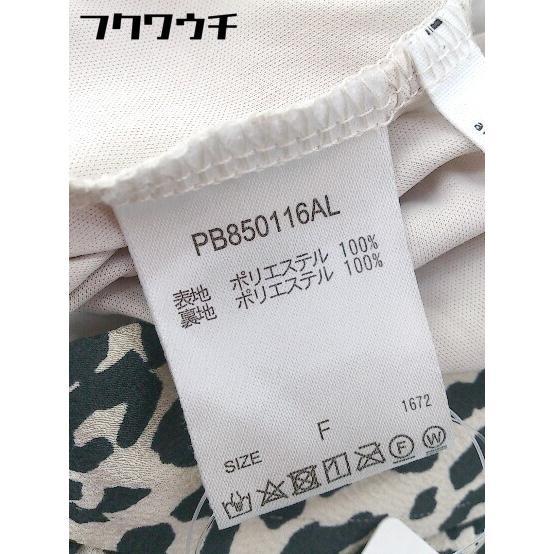 フクワウチ
PB850116AL
表地 ポリエステル 100%
裏地 ポリエステル 100%
SIZE F 1672
F W